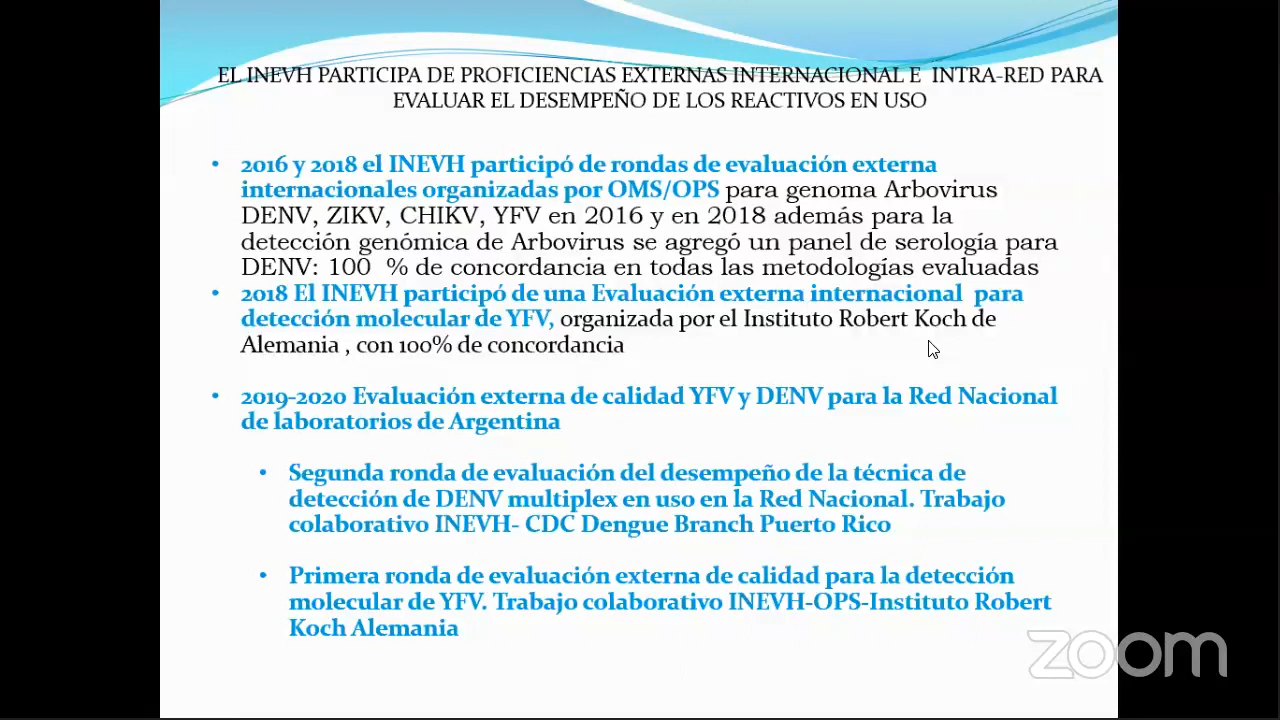 EL INEVH PARTICIPA DE PROFICIENCIAS EXTERNAS INTERNACIONAL E INTRA-RED PARA
EVALUAR EL DESEMPEÑO DE LOS REACTIVOS EN USO
• 2016 y 2018 el INEVH participó de rondas de evaluación externa
internacionales organizadas por OMS/OPS para genoma Arbovirus
DENV, ZIKV, CHIKV, YFV en 2016 y en 2018 además para la
detección genómica de Arbovirus se agregó un panel de serología para
DENV: 100 % de concordancia en todas las metodologías evaluadas
• 2018 El INEVH participó de una Evaluación externa internacional para
detección molecular de YFV, organizada por el Instituto Robert Koch de
Alemania , con 100% de concordancia
• 2019-2020 Evaluación externa de calidad YFV y DENV para la Red Nacional
de laboratorios de Argentina
• Segunda ronda de evaluación del desempeño de la técnica de
detección de DENV multiplex en uso en la Red Nacional. Trabajo
colaborativo INEVH- CDC Dengue Branch Puerto Rico
• Primera ronda de evaluación externa de calidad para la detección
molecular de YFV. Trabajo colaborativo INEVH-OPS-Instituto Robert
Koch Alemania
zoom